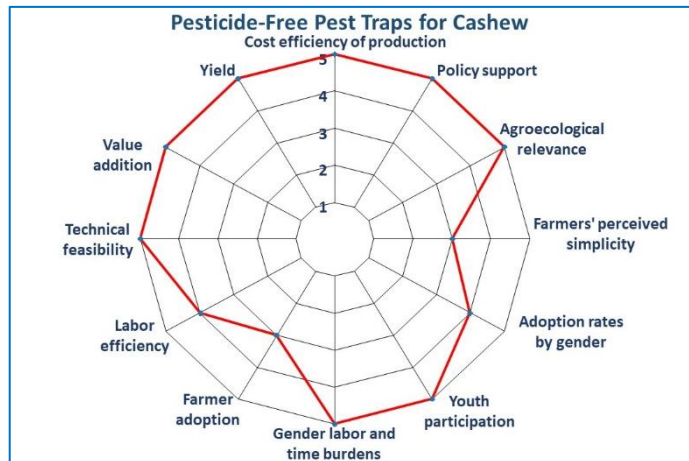 Pesticide-Free Pest Traps for Cashew
Cost efficiency of production
Policy support
Agroecological
relevance
Farmers' perceived
simplicity
Adoption rates
by gender
Youth
participation
Gender labor and
time burdens
Farmer
adoption
Labor
efficiency
Technical
feasibility
Value
addition
Yield
5
4
3
2
1